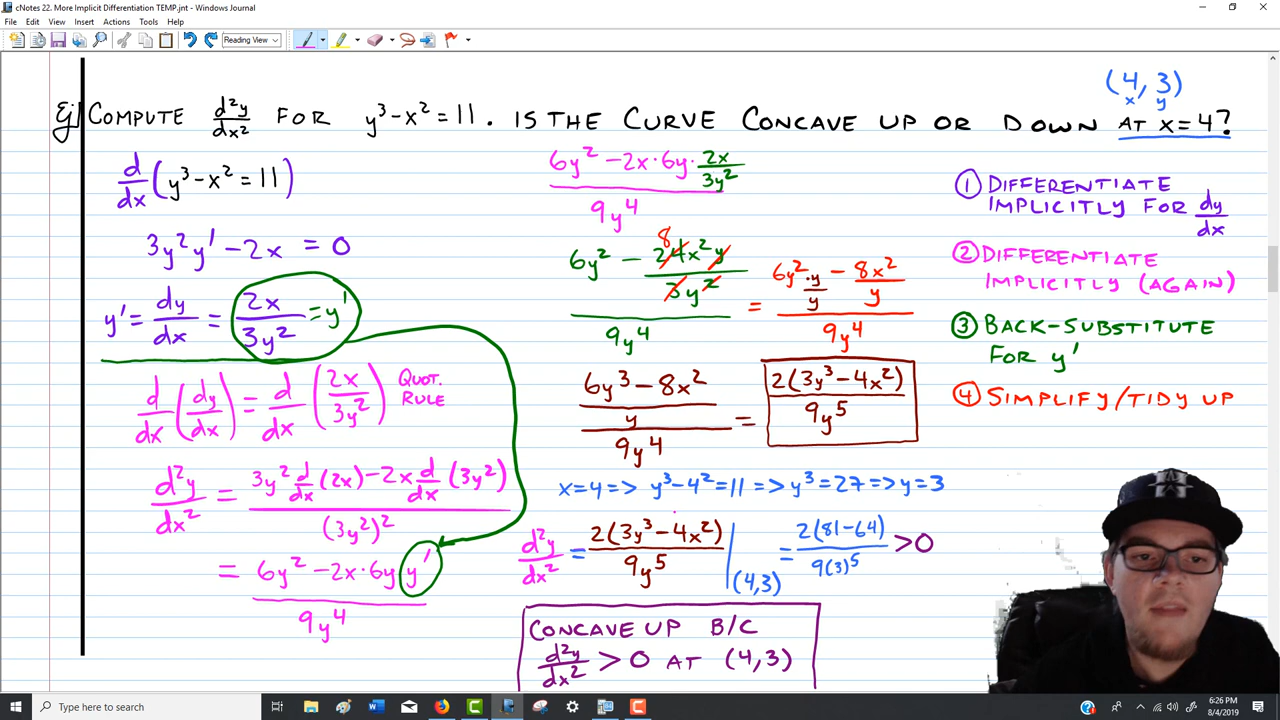 cNotes 22. More Implicit Differentiation TEMP.jnt - Windows Journal
File Edit View Insert Actions Tools Help
Reading View
(4, 3)
x y
Ej COMPUTE d²y/dx² FOR y³-x²=11. IS THE CURVE CONCAVE UP OR DOWN AT X=4?
d/dx (y³-x²=11)
3y²y' - 2x = 0
y' = dy/dx = 2x/3y² = y'
d/dx (dy/dx) = d/dx (2x/3y²) QUOT. RULE
d²y/dx² = (3y² d/dx (2x) - 2x d/dx (3y²))/(3y²)²
= (6y² - 2x·6y y')/9y⁴
(6y² - 2x·6y · 2x/3y²)/9y⁴
(6y² - 24x²y/3y²)/9y⁴ 8 = (6y² · y/y - 8x²/y)/9y⁴
((6y³ - 8x²)/y)/9y⁴ = 2(3y³ - 4x²)/9y⁵
x=4 => y³-4²=11 => y³=27 => y=3
d²y/dx² = 2(3y³ - 4x²)/9y⁵ |(4,3) = 2(81-64)/9(3)⁵ > 0
CONCAVE UP B/C
d²y/dx² > 0 AT (4,3)
① DIFFERENTIATE
IMPLICITLY FOR dy/dx
② DIFFERENTIATE
IMPLICITLY (AGAIN)
③ BACK-SUBSTITUTE
FOR y'
④ SIMPLIFY/TIDY UP
Type here to search
6:26 PM
8/4/2019